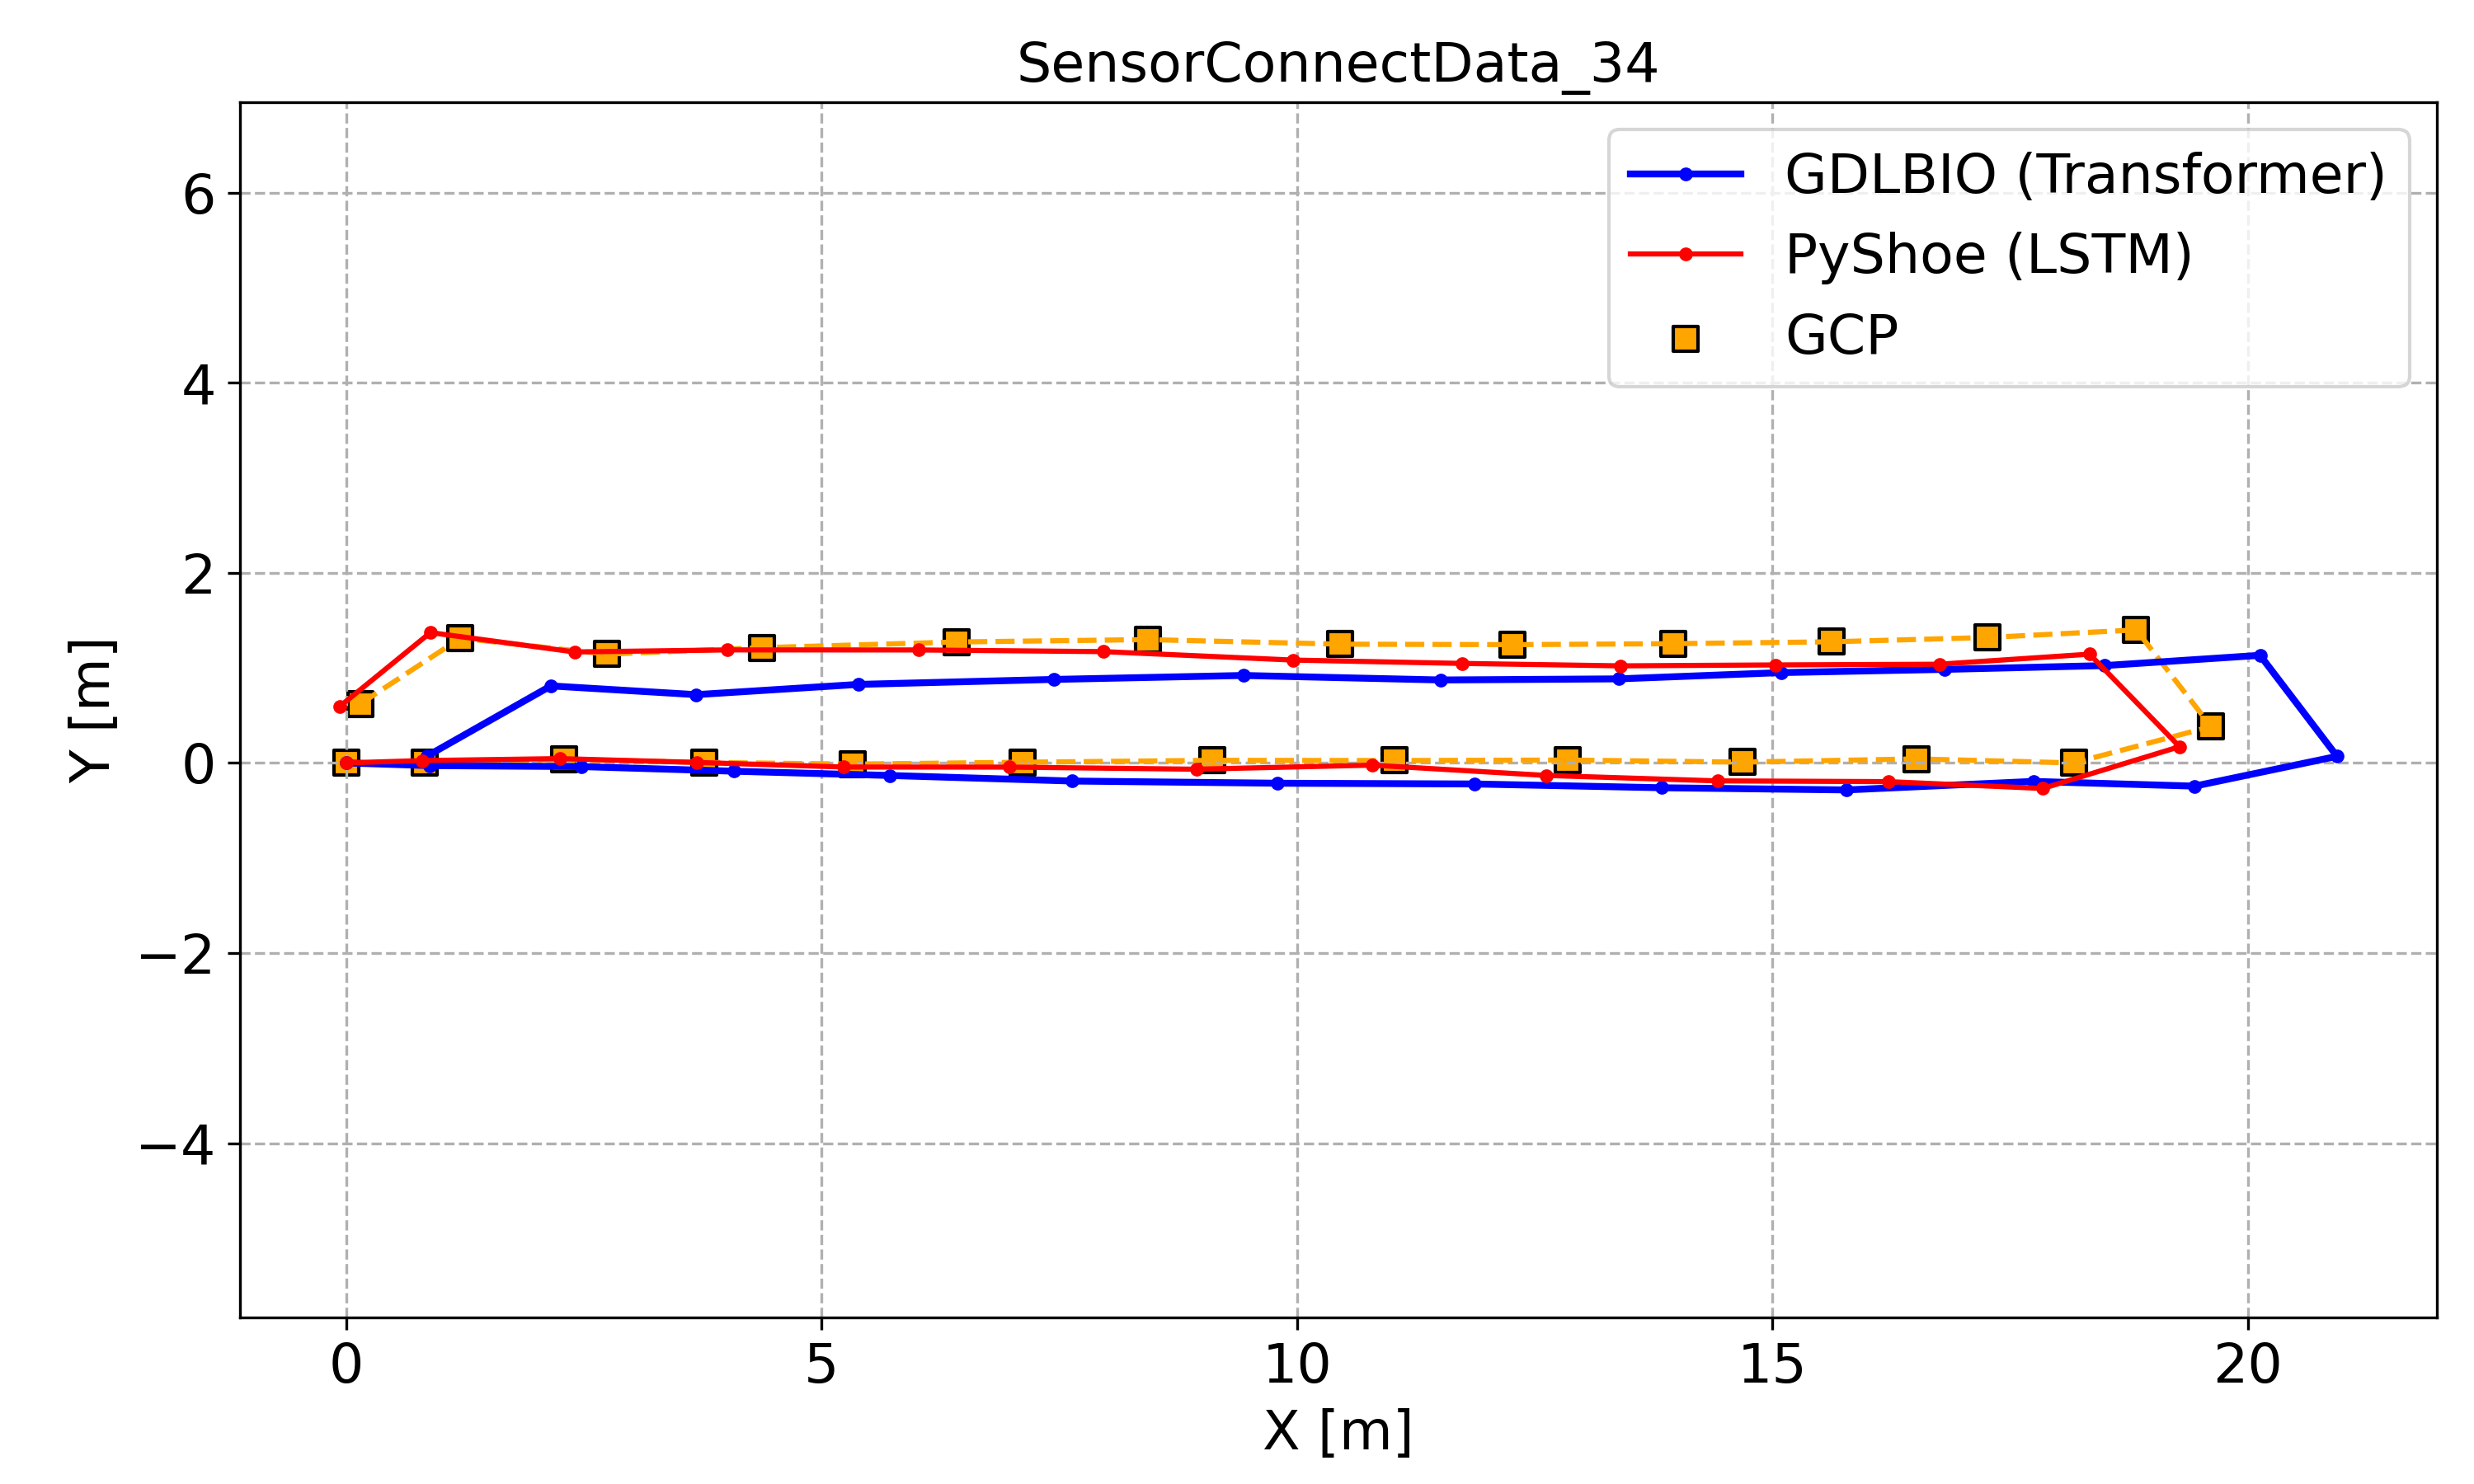 SensorConnectData_34
GDLBIO (Transformer)
PyShoe (LSTM)
GCP
Y [m]
6
4
2
0
−2
−4
0 5 10 15 20
X [m]